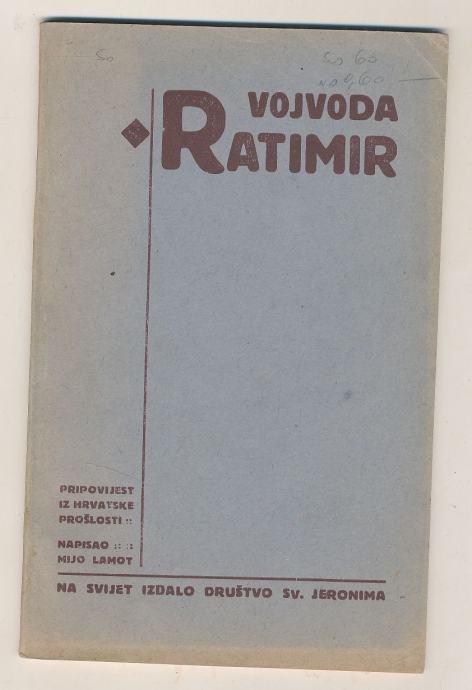 VOJVODA
RATIMIR
PRIPOVIJEST
IZ HRVATSKE
PROŠLOSTI ::
NAPISAO :: ::
MIJO LAMOT
NA SVIJET IZDALO DRUŠTVO SV. JERONIMA